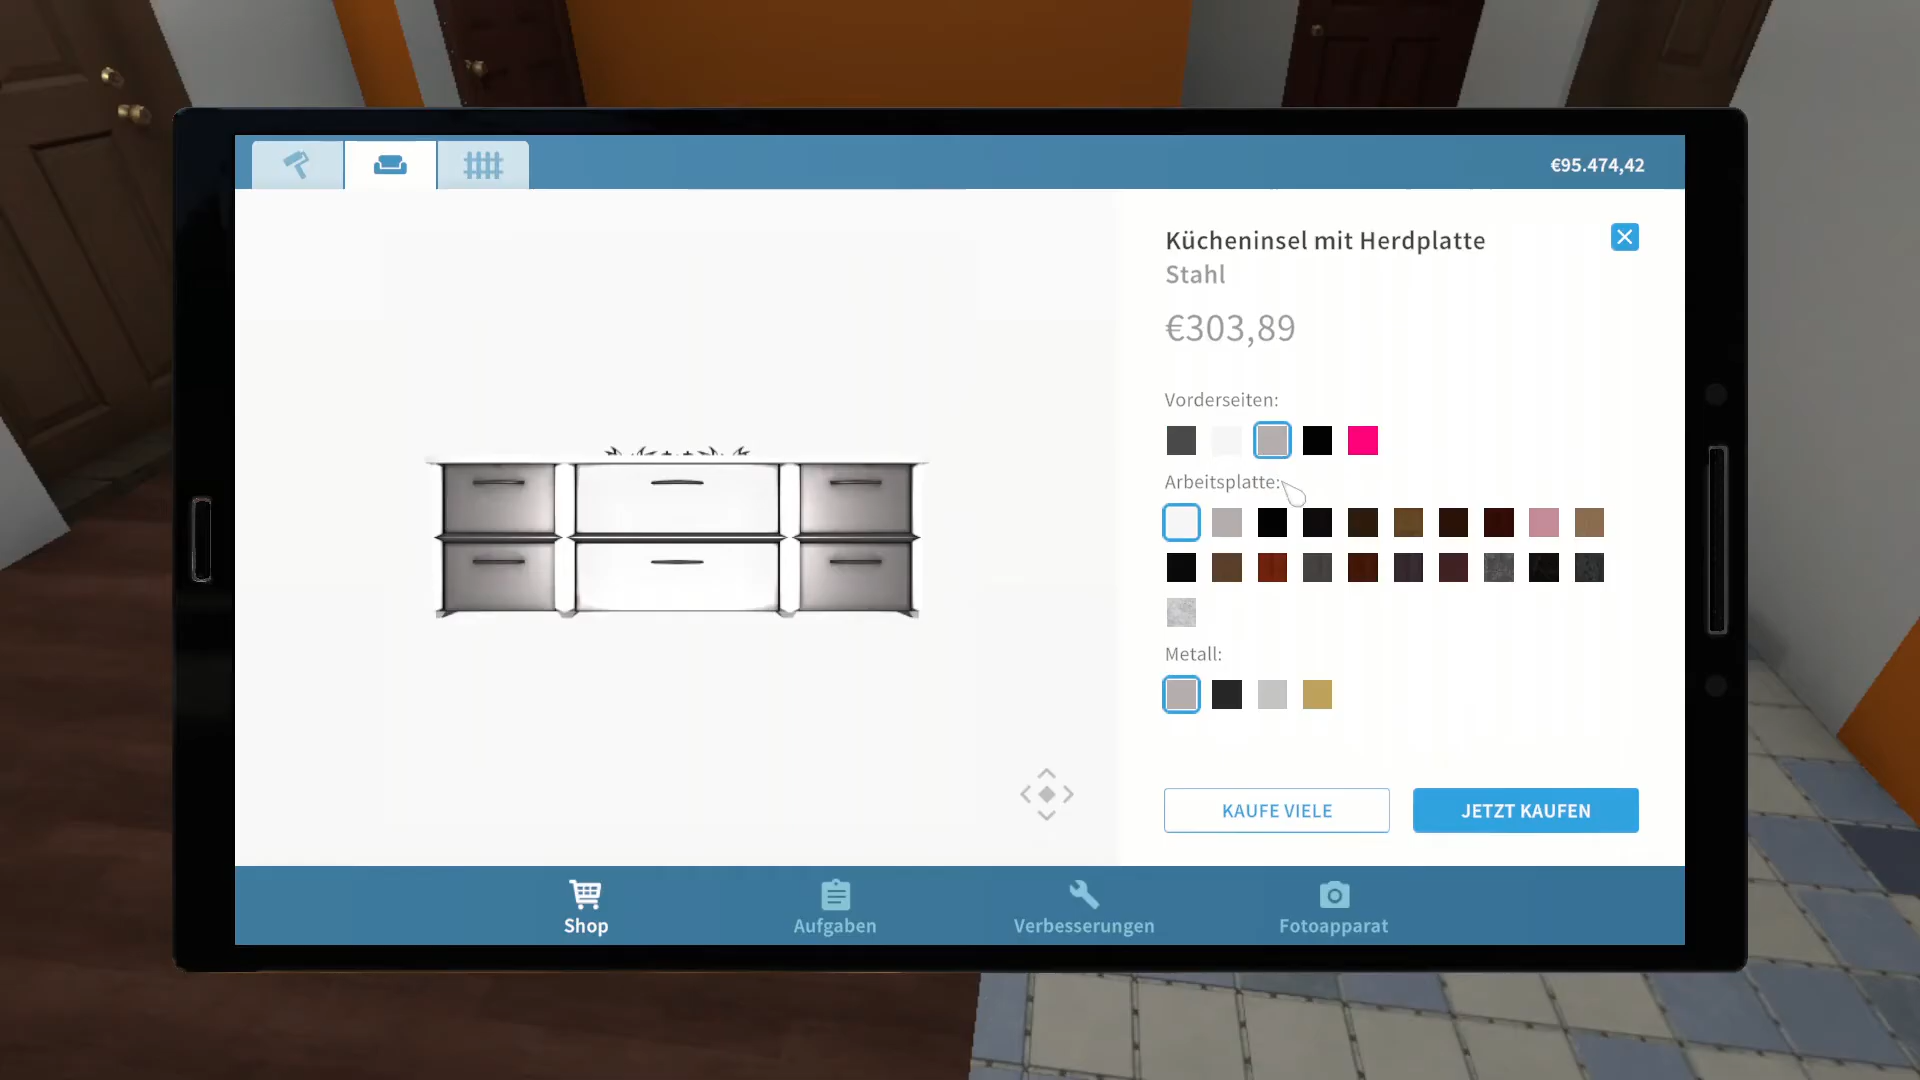 €95.474,42
Kücheninsel mit Herdplatte
Stahl
€303,89
Vorderseiten:
Arbeitsplatte:
Metall:
KAUFE VIELE
JETZT KAUFEN
Shop
Aufgaben
Verbesserungen
Fotoapparat